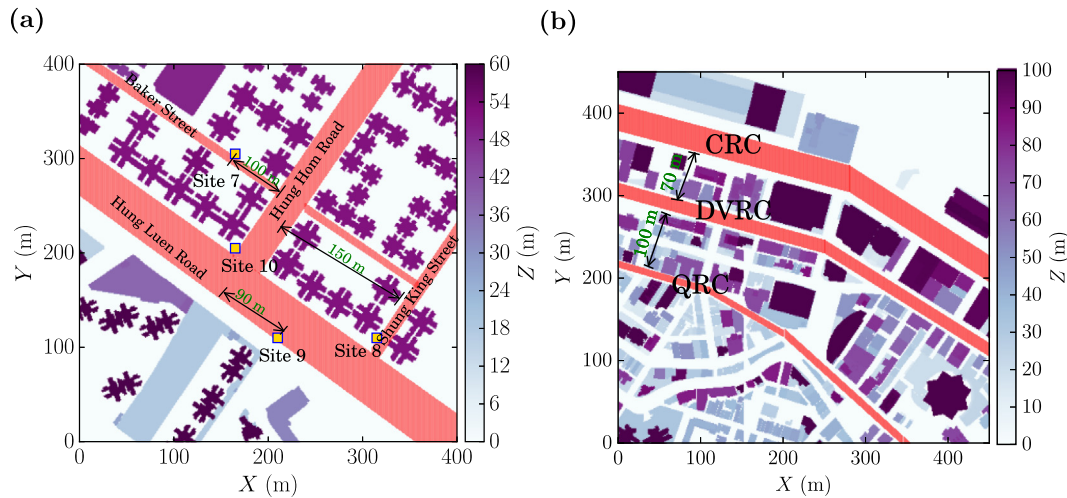 (a)
Baker Street
100 m
Site 7
Hung Hom Road
Hung Luen Road
Site 10
150 m
90 m
Shung King Street
Site 9
Site 8
400
300
200
100
0
Y (m)
0
100
200
300
400
X (m)
60
54
48
42
36
30
24
18
12
6
0
Z (m)
(b)
CRC
70 m
DVRC
100 m
QRC
400
300
200
100
0
Y (m)
0
100
200
300
400
X (m)
100
90
80
70
60
50
40
30
20
10
0
Z (m)